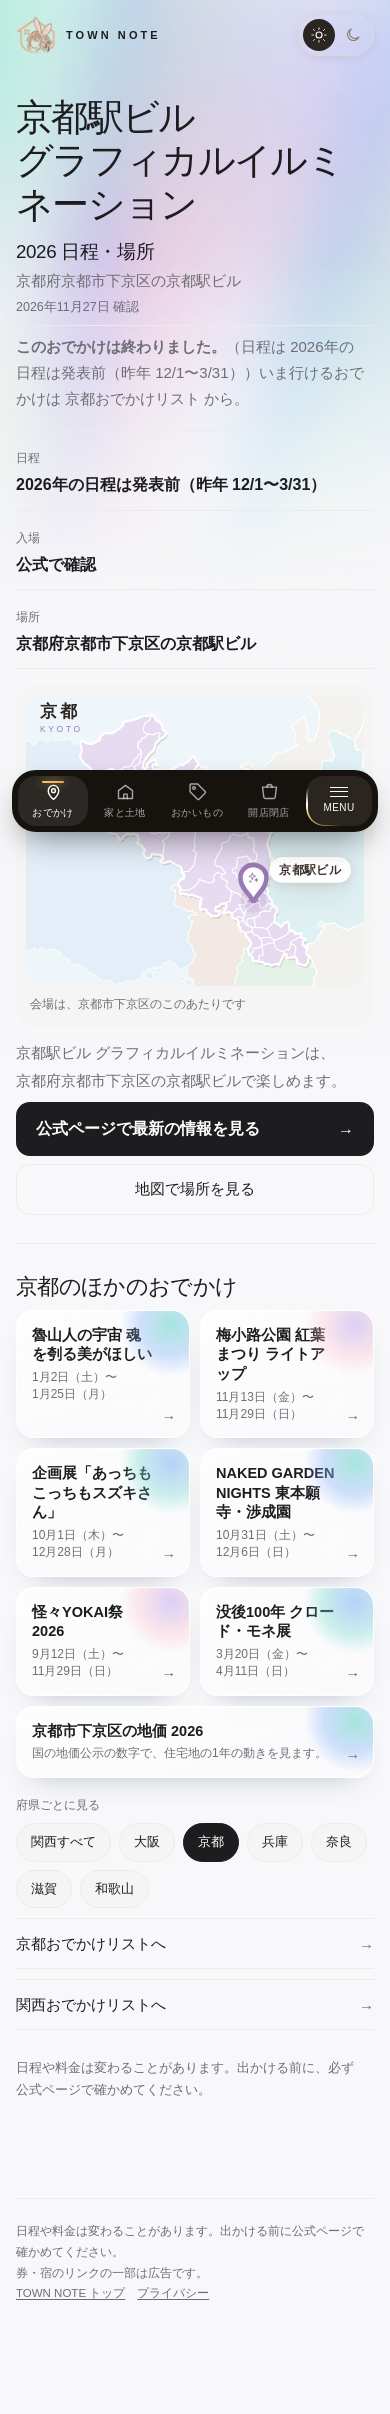 TOWN NOTE
京都駅ビル
グラフィカルイルミ
ネーション
2026 日程・場所
京都府京都市下京区の京都駅ビル
2026年11月27日 確認
このおでかけは終わりました。（日程は 2026年の
日程は発表前（昨年 12/1〜3/31））いま行けるおで
かけは 京都おでかけリスト から。
日程
2026年の日程は発表前（昨年 12/1〜3/31）
入場
公式で確認
場所
京都府京都市下京区の京都駅ビル
京都
KYOTO
おでかけ
家と土地
おかいもの
開店閉店
MENU
京都駅ビル
会場は、京都市下京区のこのあたりです
京都駅ビル グラフィカルイルミネーションは、
京都府京都市下京区の京都駅ビルで楽しめます。
公式ページで最新の情報を見る →
地図で場所を見る
京都のほかのおでかけ
魯山人の宇宙 魂
を刳る美がほしい
1月2日（土）〜
1月25日（月）
→
梅小路公園 紅葉
まつり ライトア
ップ
11月13日（金）〜
11月29日（日）
→
企画展「あっちも
こっちもスズキさ
ん」
10月1日（木）〜
12月28日（月）
→
NAKED GARDEN
NIGHTS 東本願
寺・渉成園
10月31日（土）〜
12月6日（日）
→
怪々YOKAI祭
2026
9月12日（土）〜
11月29日（日）
→
没後100年 クロー
ド・モネ展
3月20日（金）〜
4月11日（日）
→
京都市下京区の地価 2026
国の地価公示の数字で、住宅地の1年の動きを見ます。
→
府県ごとに見る
関西すべて
大阪
京都
兵庫
奈良
滋賀
和歌山
京都おでかけリストへ →
関西おでかけリストへ →
日程や料金は変わることがあります。出かける前に、必ず
公式ページで確かめてください。
日程や料金は変わることがあります。出かける前に公式ページで
確かめてください。
券・宿のリンクの一部は広告です。
TOWN NOTE トップ プライバシー